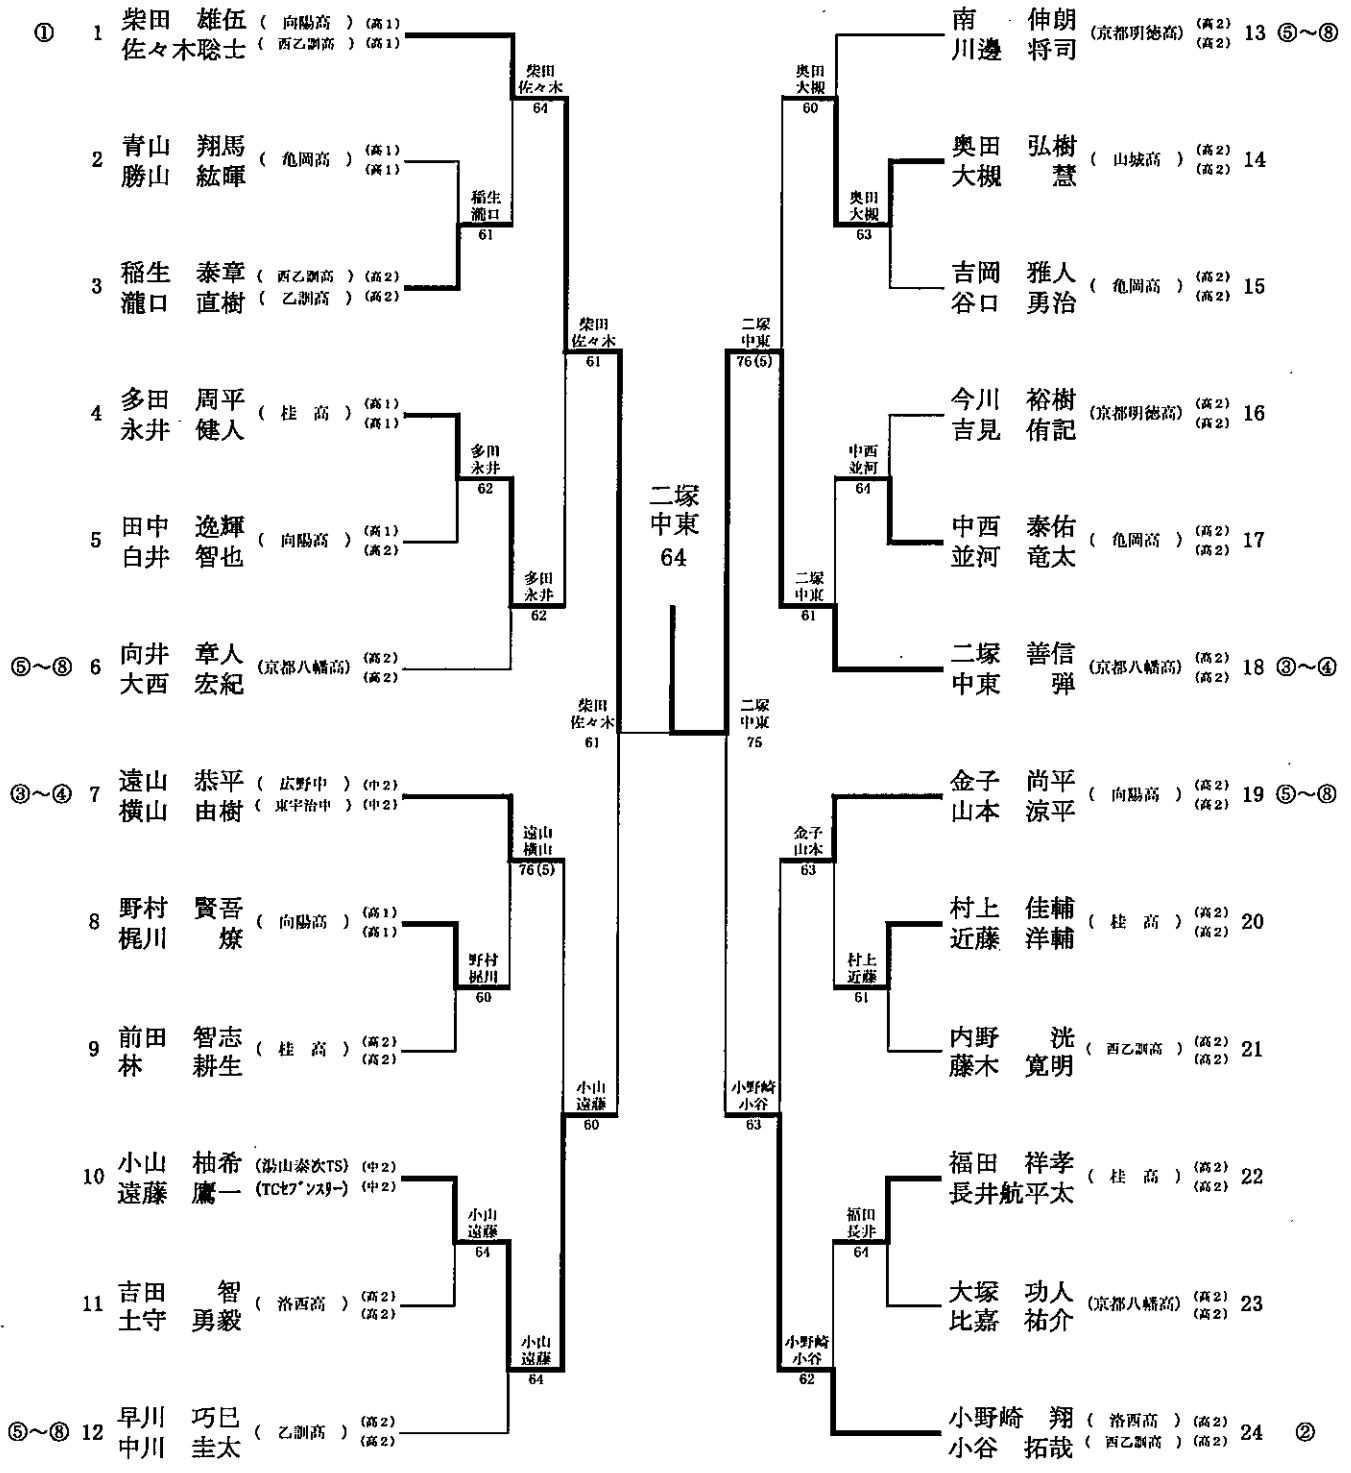 ① 1 柴田 雄伍 ( 向陽高 ) (高1)
佐々木聡士 ( 西乙訓高 ) (高1)
2 青山 翔馬 ( 亀岡高 ) (高1)
勝山 紘暉 (高1)
3 稲生 泰章 ( 西乙訓高 ) (高2)
瀧口 直樹 ( 乙訓高 ) (高2)
4 多田 周平 ( 桂 高 ) (高1)
永井 健人 (高1)
5 田中 逸輝 ( 向陽高 ) (高1)
白井 智也 (高2)
⑤～⑧ 6 向井 章人 (京都八幡高) (高2)
大西 宏紀 (高2)
③～④ 7 遠山 恭平 ( 広野中 ) (中2)
横山 由樹 ( 東宇治中 ) (中2)
8 野村 賢吾 ( 向陽高 ) (高1)
梶川 燎 (高1)
9 前田 智志 ( 桂 高 ) (高2)
林 耕生 (高2)
10 小山 柚希 (湯山泰次TS) (中2)
遠藤 鷹一 (TCセブンスリー) (中2)
11 吉田 智 ( 洛西高 ) (高2)
土守 勇毅 (高2)
⑤～⑧ 12 早川 巧巳 ( 乙訓高 ) (高2)
中川 圭太 (高2)
柴田
佐々木
64
稲生
瀧口
61
柴田
佐々木
61
多田
永井
62
多田
永井
62
柴田
佐々木
61
遠山
横山
76(5)
野村
梶川
60
小山
遠藤
60
小山
遠藤
64
小山
遠藤
64
二塚
中東
64
奥田
大槻
60
奥田
大槻
63
二塚
中東
76(5)
中西
並河
64
二塚
中東
61
二塚
中東
75
金子
山本
63
村上
近藤
61
小野崎
小谷
63
福田
長井
64
小野崎
小谷
62
南 伸朗 (京都明徳高) (高2) 13 ⑤～⑧
川邊 将司 (高2)
奥田 弘樹 ( 山城高 ) (高2) 14
大槻 慧 (高2)
吉岡 雅人 ( 亀岡高 ) (高2) 15
谷口 勇治 (高2)
今川 裕樹 (京都明徳高) (高2) 16
吉見 侑記 (高2)
中西 泰佑 ( 亀岡高 ) (高2) 17
並河 竜太 (高2)
二塚 善信 (京都八幡高) (高2) 18 ③～④
中東 弾 (高2)
金子 尚平 ( 向陽高 ) (高2) 19 ⑤～⑧
山本 涼平 (高2)
村上 佳輔 ( 桂 高 ) (高2) 20
近藤 洋輔 (高2)
内野 洸 ( 西乙訓高 ) (高2) 21
藤木 寛明 (高2)
福田 祥孝 ( 桂 高 ) (高2) 22
長井航平太 (高2)
大塚 功人 (京都八幡高) (高2) 23
比嘉 祐介 (高2)
小野崎 翔 ( 洛西高 ) (高2) 24 ②
小谷 拓哉 ( 西乙訓高 ) (高2)